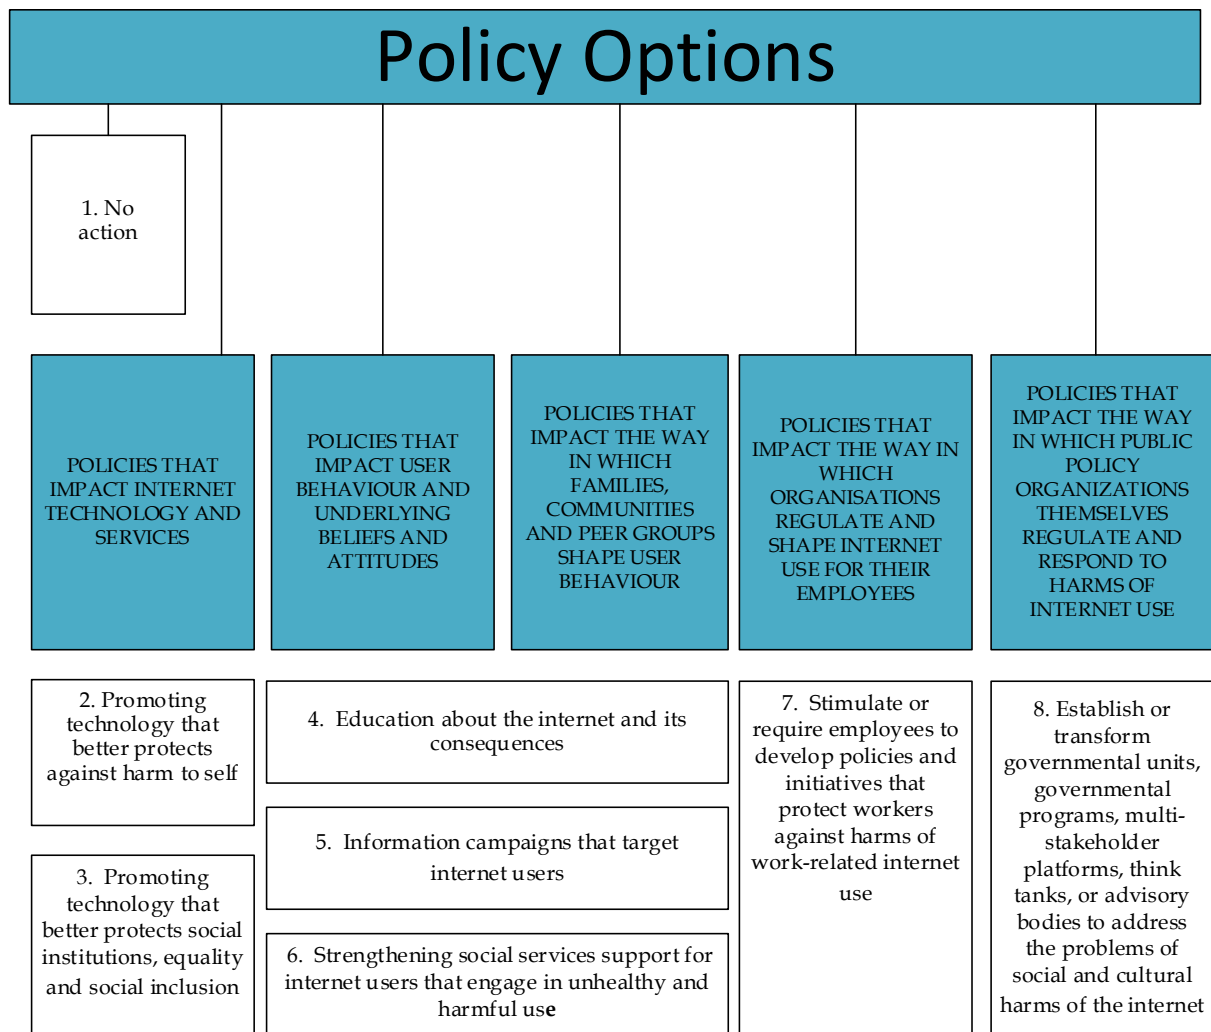 Policy Options
1. No
action
POLICIES THAT
IMPACT INTERNET
TECHNOLOGY AND
SERVICES
POLICIES THAT
IMPACT USER
BEHAVIOUR AND
UNDERLYING
BELIEFS AND
ATTITUDES
POLICIES THAT
IMPACT THE WAY
IN WHICH
FAMILIES,
COMMUNITIES
AND PEER GROUPS
SHAPE USER
BEHAVIOUR
POLICIES THAT
IMPACT THE WAY IN
WHICH
ORGANISATIONS
REGULATE AND
SHAPE INTERNET
USE FOR THEIR
EMPLOYEES
POLICIES THAT
IMPACT THE WAY
IN WHICH PUBLIC
POLICY
ORGANIZATIONS
THEMSELVES
REGULATE AND
RESPOND TO
HARMS OF
INTERNET USE
2. Promoting
technology that
better protects
against harm to self
3. Promoting
technology that
better protects social
institutions, equality
and social inclusion
4. Education about the internet and its
consequences
5. Information campaigns that target
internet users
6. Strengthening social services support for
internet users that engage in unhealthy and
harmful use
7. Stimulate or
require employees to
develop policies and
initiatives that
protect workers
against harms of
work-related internet
use
8. Establish or
transform
governmental units,
governmental
programs, multi-
stakeholder
platforms, think
tanks, or advisory
bodies to address
the problems of
social and cultural
harms of the internet